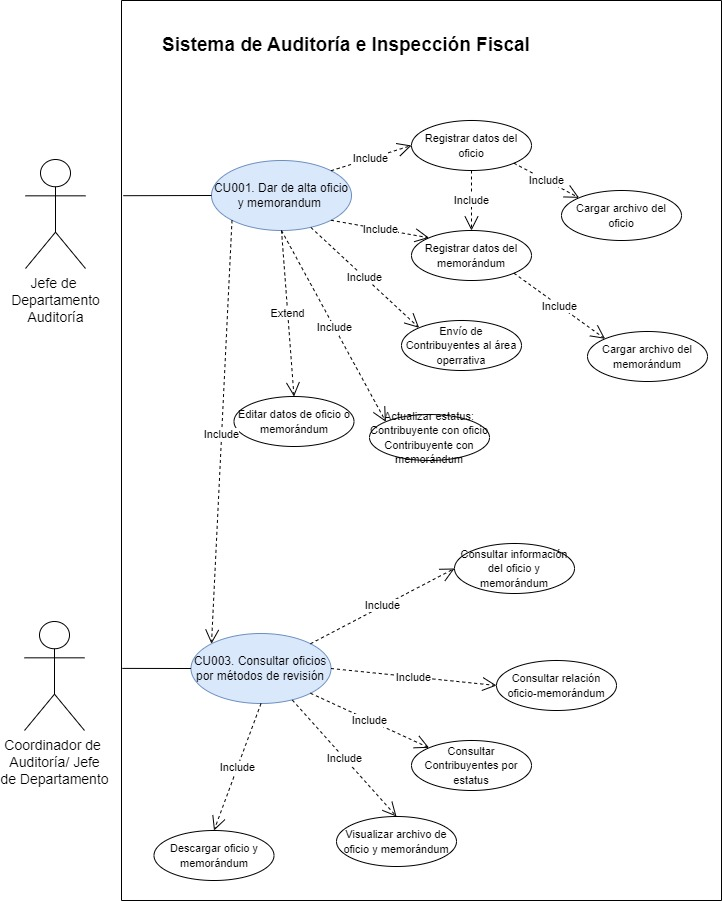 Sistema de Auditoría e Inspección Fiscal
Registrar datos del
oficio
Include
CU001. Dar de alta oficio
y memorandum
Include
Include
Cargar archivo del
oficio
Include
Registrar datos del
memorándum
Jefe de
Departamento
Auditoría
Include
Include
Extend
Include
Envío de
Contribuyentes al área
operrativa
Cargar archivo del
memorándum
Editar datos de oficio o
memorándum
Actualizar estatus:
Contribuyente con oficio
Contribuyente con
memorándum
Include
Consultar información
del oficio y
memorándum
Include
CU003. Consultar oficios
por métodos de revisión
Include
Consultar relación
oficio-memorándum
Coordinador de
Auditoría/ Jefe
de Departamento
Include
Consultar
Contribuyentes por
estatus
Include
Include
Visualizar archivo de
oficio y memorándum
Descargar oficio y
memorándum